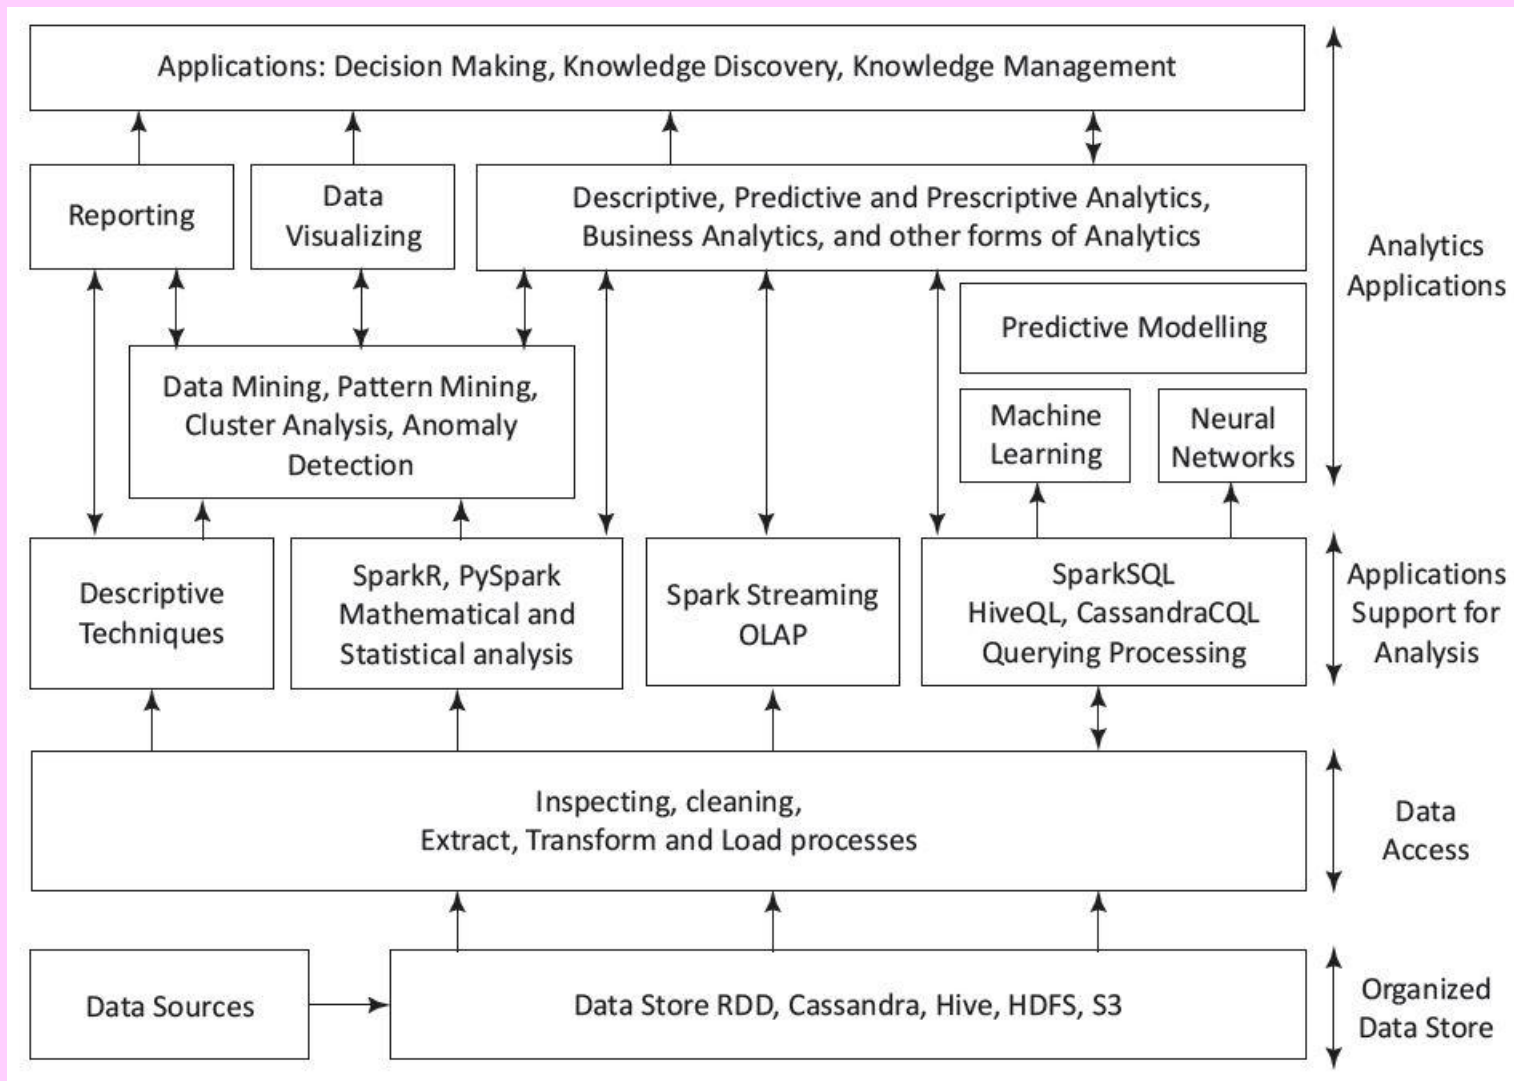 Applications: Decision Making, Knowledge Discovery, Knowledge Management
Reporting
Data
Visualizing
Descriptive, Predictive and Prescriptive Analytics,
Business Analytics, and other forms of Analytics
Analytics
Applications
Predictive Modelling
Data Mining, Pattern Mining,
Cluster Analysis, Anomaly
Detection
Machine
Learning
Neural
Networks
Descriptive
Techniques
SparkR, PySpark
Mathematical and
Statistical analysis
Spark Streaming
OLAP
SparkSQL
HiveQL, CassandraCQL
Querying Processing
Applications
Support for
Analysis
Inspecting, cleaning,
Extract, Transform and Load processes
Data
Access
Data Sources
Data Store RDD, Cassandra, Hive, HDFS, S3
Organized
Data Store